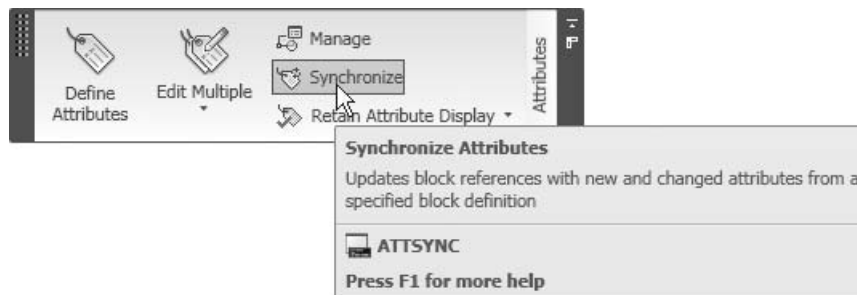 Define
Attributes
Edit Multiple
Manage
Synchronize
Retain Attribute Display
Attributes
Synchronize Attributes
Updates block references with new and changed attributes from a
specified block definition
ATTSYNC
Press F1 for more help